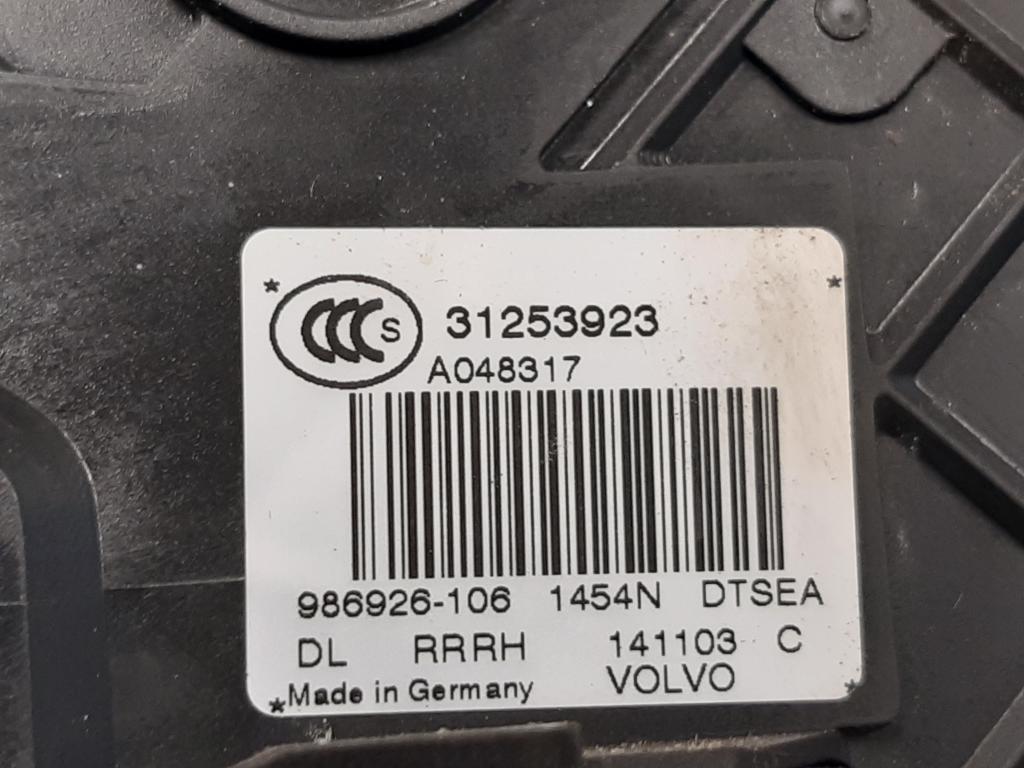 CCC S 31253923
A048317
986926-106 1454N DTSEA
DL RRRH 141103 C
Made in Germany VOLVO